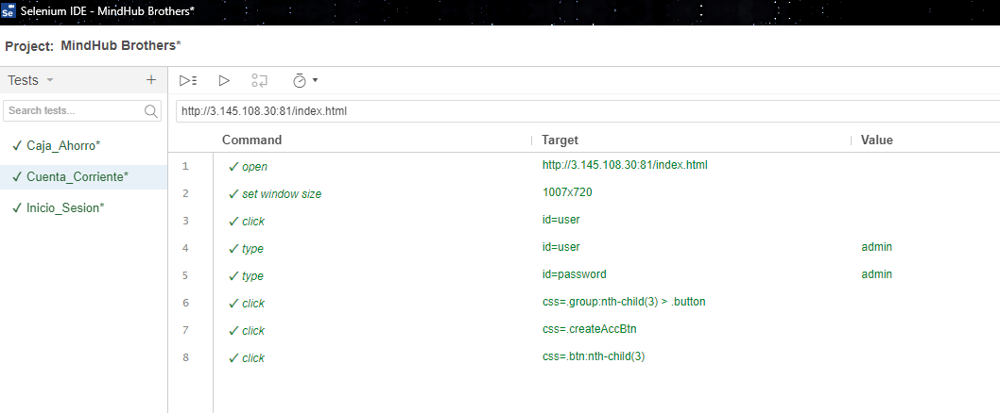 Selenium IDE - MindHub Brothers*
Project: MindHub Brothers*
Tests
Search tests...
http://3.145.108.30:81/index.html
Command Target Value
✓ Caja_Ahorro*
✓ Cuenta_Corriente*
✓ Inicio_Sesion*
1 ✓ open http://3.145.108.30:81/index.html
2 ✓ set window size 1007x720
3 ✓ click id=user
4 ✓ type id=user admin
5 ✓ type id=password admin
6 ✓ click css=.group:nth-child(3) > .button
7 ✓ click css=.createAccBtn
8 ✓ click css=.btn:nth-child(3)